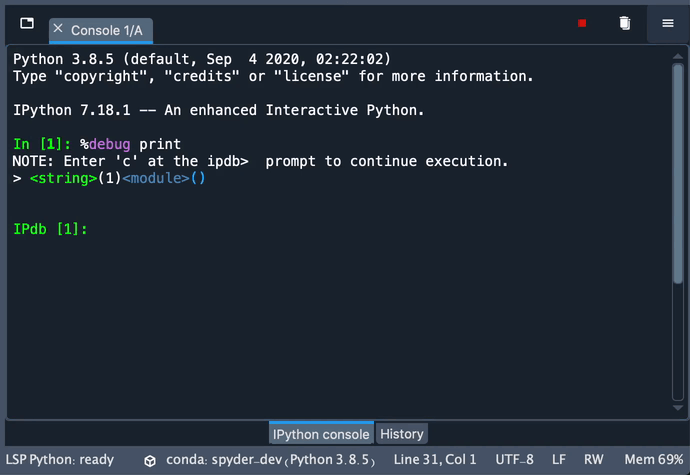 Console 1/A
Python 3.8.5 (default, Sep  4 2020, 02:22:02)
Type "copyright", "credits" or "license" for more information.
IPython 7.18.1 -- An enhanced Interactive Python.
In [1]: %debug print
NOTE: Enter 'c' at the ipdb>  prompt to continue execution.
> <string>(1)<module>()
IPdb [1]:
IPython console History
LSP Python: ready conda: spyder-dev (Python 3.8.5) Line 31, Col 1 UTF-8 LF RW Mem 69%